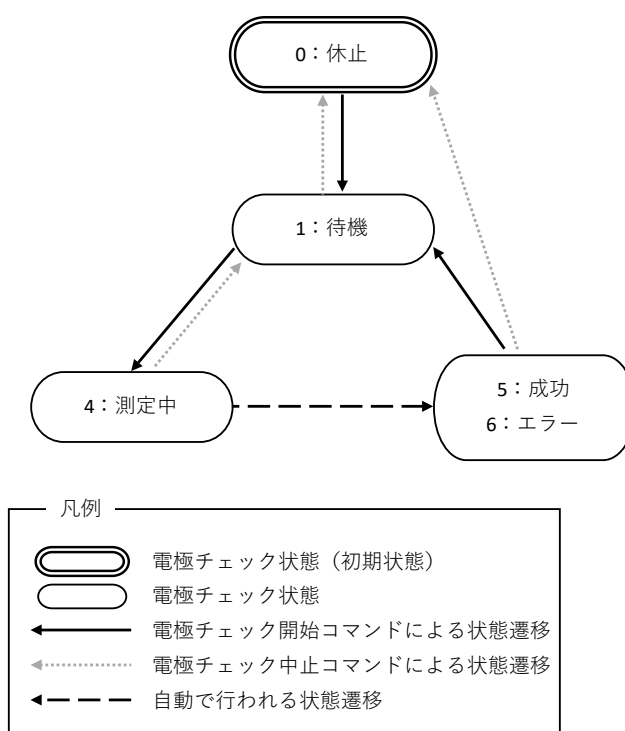 0：休止
1：待機
4：測定中
5：成功
6：エラー
凡例
電極チェック状態（初期状態）
電極チェック状態
電極チェック開始コマンドによる状態遷移
電極チェック中止コマンドによる状態遷移
自動で行われる状態遷移